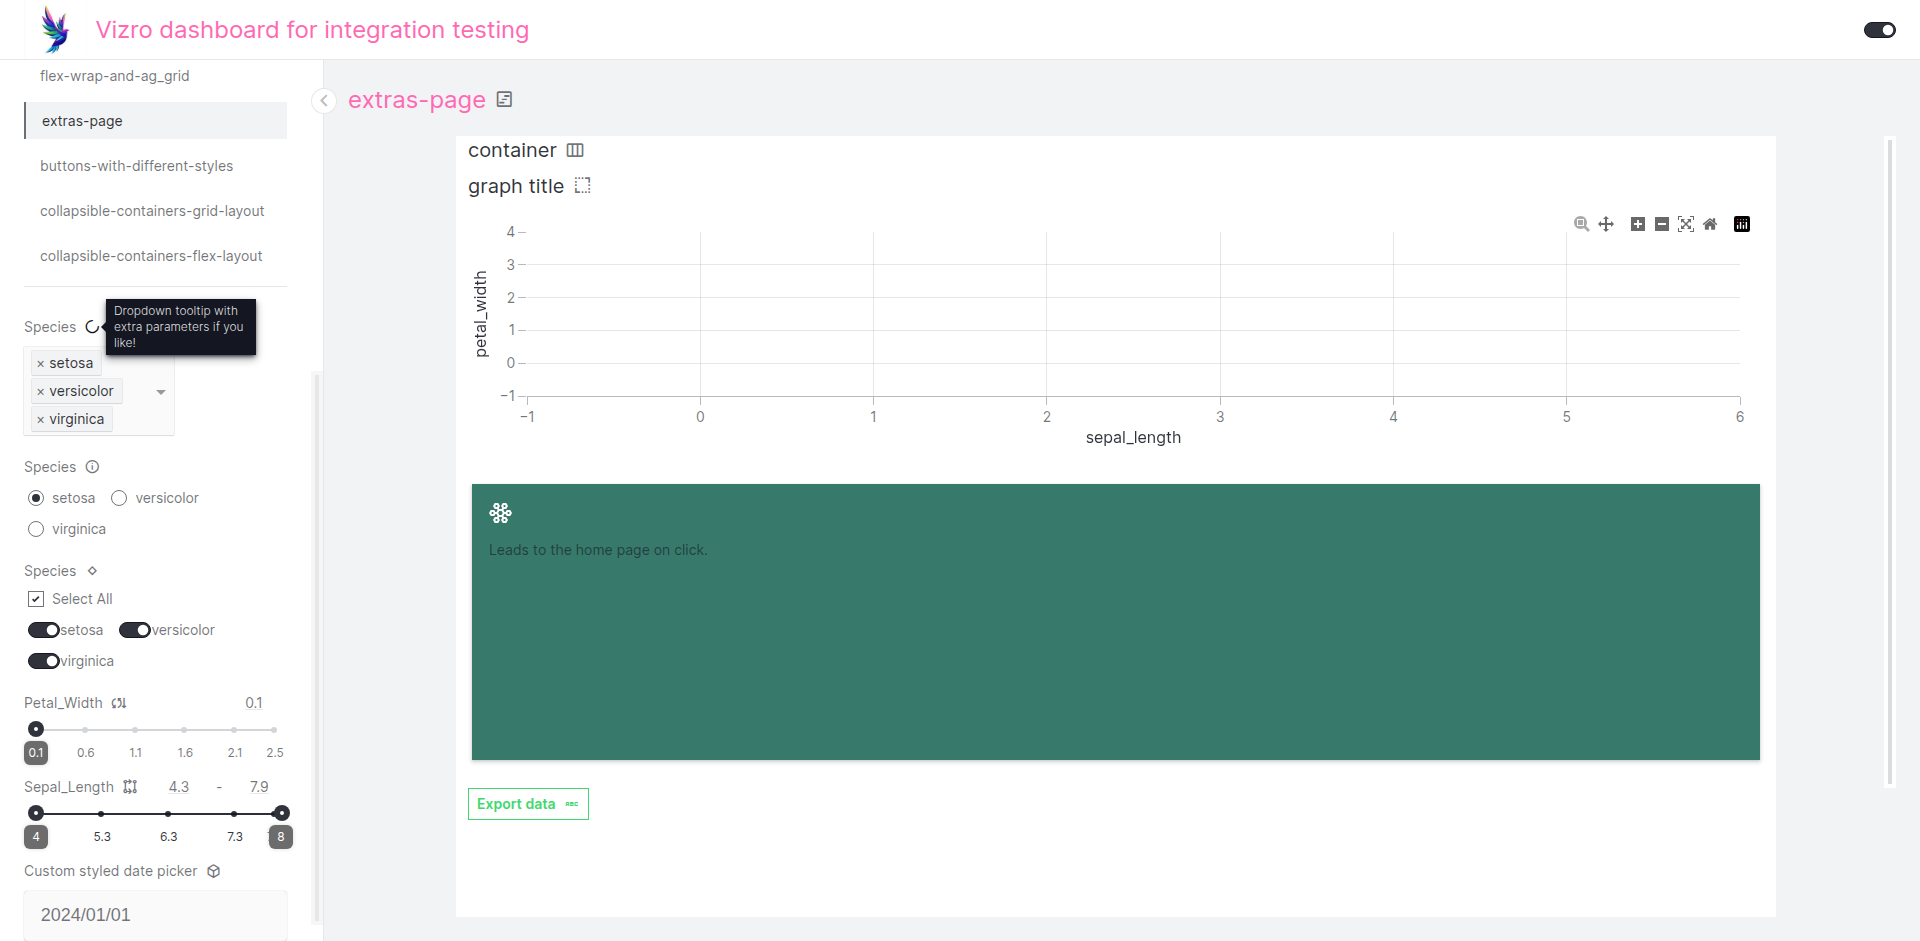 Vizro dashboard for integration testing
flex-wrap-and-ag_grid
extras-page
buttons-with-different-styles
collapsible-containers-grid-layout
collapsible-containers-flex-layout
Species
Dropdown tooltip with
extra parameters if you
like!
× setosa
× versicolor
× virginica
Species
setosa versicolor
virginica
Species
Select All
setosa versicolor
virginica
Petal_Width 0.1
0.1 0.6 1.1 1.6 2.1 2.5
Sepal_Length 4.3 - 7.9
4 5.3 6.3 7.3 8
Custom styled date picker
2024/01/01
extras-page
container
graph title
4
3
2
1
0
−1
petal_width
−1 0 1 2 3 4 5 6
sepal_length
Leads to the home page on click.
Export data ABC